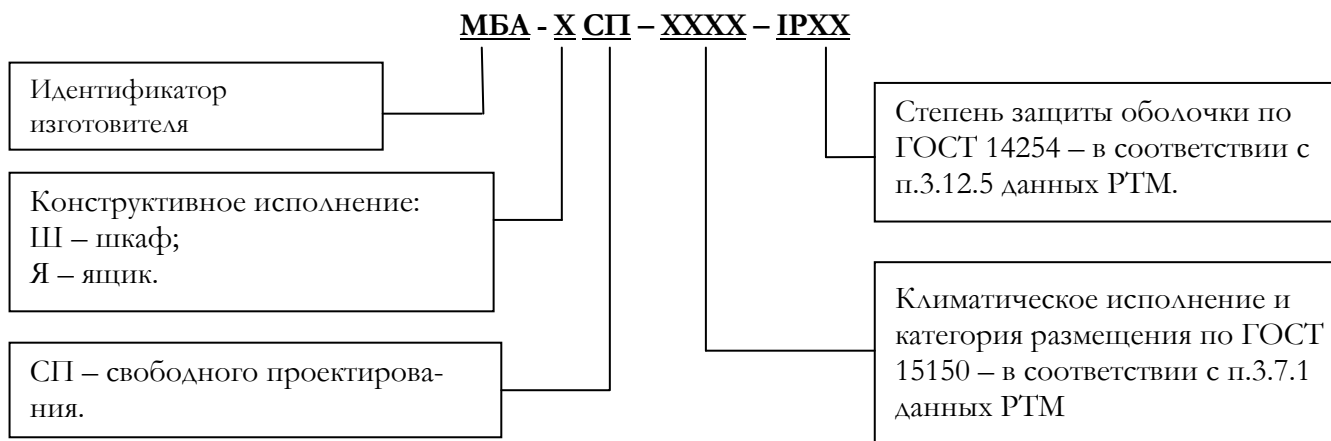 МБА - Х СП – ХХХХ – IPXX
Идентификатор
изготовителя
Конструктивное исполнение:
Ш – шкаф;
Я – ящик.
СП – свободного проектирова-
ния.
Степень защиты оболочки по
ГОСТ 14254 – в соответствии с
п.3.12.5 данных РТМ.
Климатическое исполнение и
категория размещения по ГОСТ
15150 – в соответствии с п.3.7.1
данных РТМ